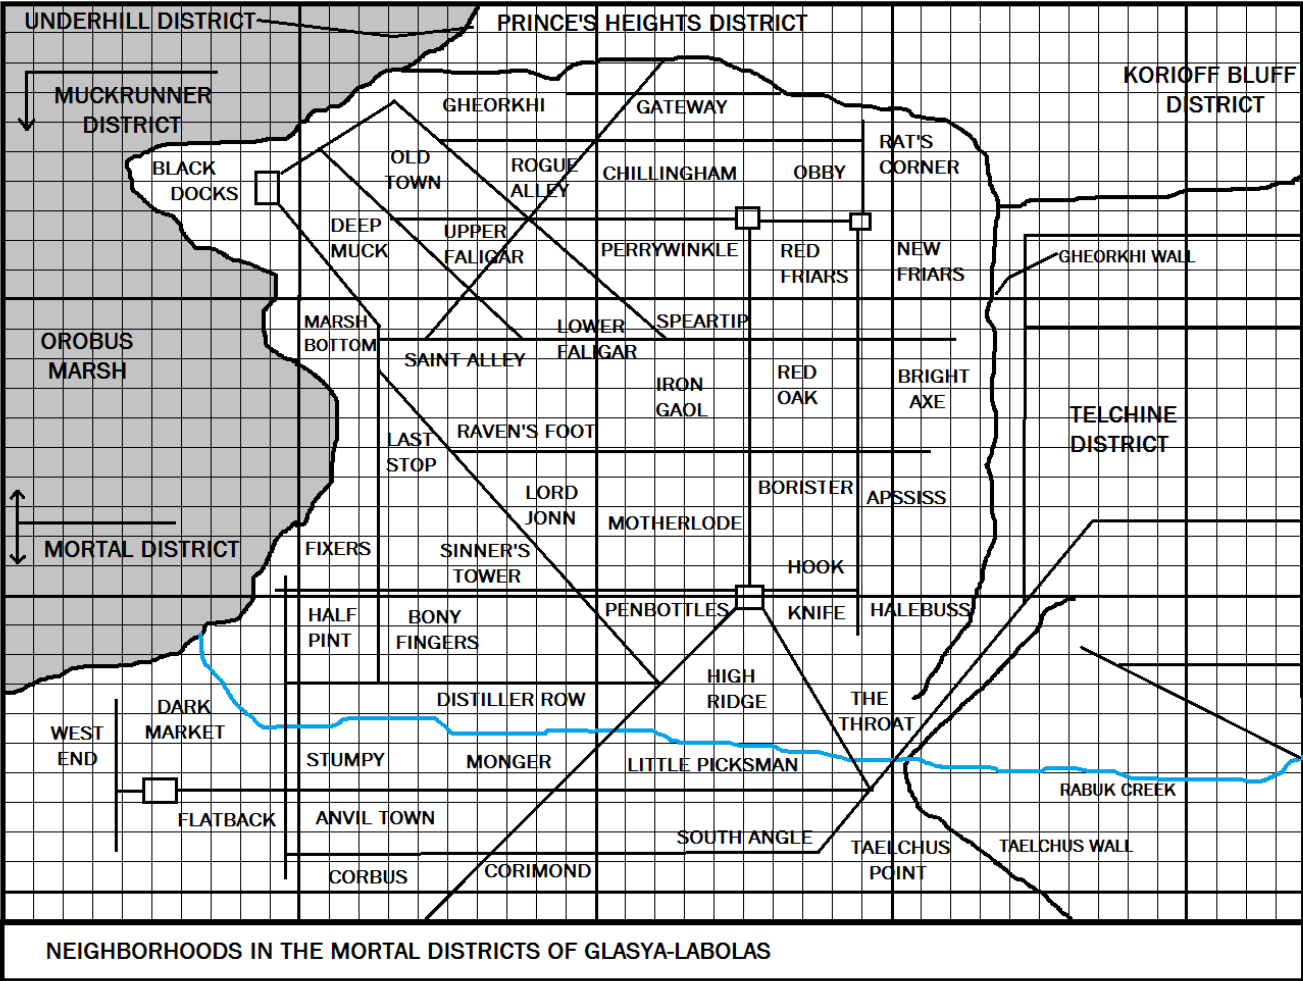 UNDERHILL DISTRICT
PRINCE'S HEIGHTS DISTRICT
KORIOFF BLUFF
DISTRICT
MUCKRUNNER
DISTRICT
GHEORKHI
GATEWAY
BLACK
DOCKS
OLD
TOWN
ROGUE
ALLEY
CHILLINGHAM
OBBY
RAT'S
CORNER
DEEP
MUCK
UPPER
FALIGAR
PERRYWINKLE
RED
FRIARS
NEW
FRIARS
GHEORKHI WALL
OROBUS
MARSH
MARSH
BOTTOM
SAINT ALLEY
LOWER
FALIGAR
SPEARTIP
IRON
GAOL
RED
OAK
BRIGHT
AXE
TELCHINE
DISTRICT
LAST
STOP
RAVEN'S FOOT
LORD
JONN
MOTHERLODE
BORISTER
APSSISS
MORTAL DISTRICT
FIXERS
SINNER'S
TOWER
HOOK
HALF
PINT
BONY
FINGERS
PENBOTTLES
KNIFE
HALEBUSS
HIGH
RIDGE
DISTILLER ROW
THE
THROAT
DARK
MARKET
WEST
END
STUMPY
MONGER
LITTLE PICKSMAN
RABUK CREEK
FLATBACK
ANVIL TOWN
SOUTH ANGLE
TAELCHUS
POINT
TAELCHUS WALL
CORBUS
CORIMOND
NEIGHBORHOODS IN THE MORTAL DISTRICTS OF GLASYA-LABOLAS